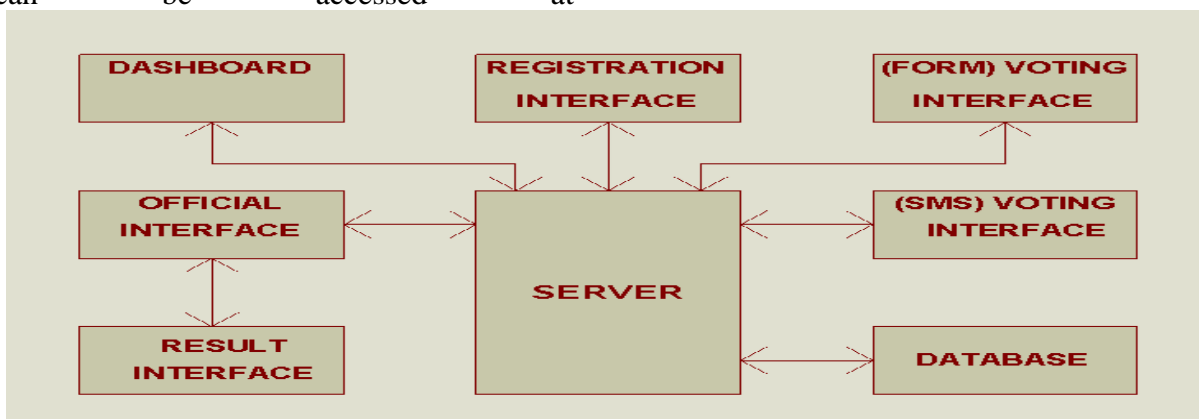 can be accessed at
DASHBOARD
REGISTRATION
INTERFACE
(FORM) VOTING
INTERFACE
OFFICIAL
INTERFACE
(SMS) VOTING
INTERFACE
SERVER
RESULT
INTERFACE
DATABASE